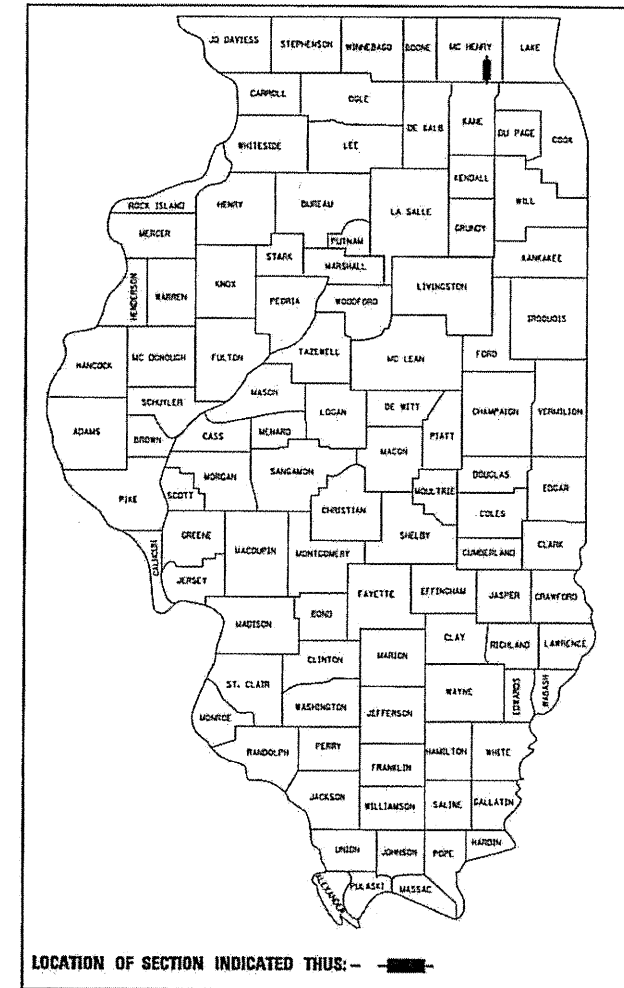 JO DAVIESS STEPHENSON WINNEBAGO BOONE MC HENRY LAKE
CARROLL OGLE DE KALB KANE DU PAGE COOK
WHITESIDE LEE
KENDALL
ROCK ISLAND HENRY BUREAU LA SALLE WILL
MERCER PUTNAM GRUNDY
STARK MARSHALL KANKAKEE
HENDERSON WARREN KNOX PEORIA WOODFORD LIVINGSTON IROQUOIS
HANCOCK MC DONOUGH FULTON TAZEWELL MC LEAN FORD
SCHUYLER MASON LOGAN DE WITT CHAMPAIGN VERMILION
ADAMS BROWN CASS MENARD MACON PIATT
PIKE SCOTT MORGAN SANGAMON MOULTRIE DOUGLAS EDGAR
CHRISTIAN COLES
CALHOUN GREENE MACOUPIN MONTGOMERY SHELBY CUMBERLAND CLARK
JERSEY
FAYETTE EFFINGHAM JASPER CRAWFORD
MADISON BOND
CLINTON MARION CLAY RICHLAND LAWRENCE
ST. CLAIR WAYNE EDWARDS WABASH
MONROE WASHINGTON JEFFERSON
RANDOLPH PERRY HAMILTON WHITE
FRANKLIN
JACKSON WILLIAMSON SALINE GALLATIN
UNION JOHNSON POPE HARDIN
ALEXANDER PULASKI MASSAC
LOCATION OF SECTION INDICATED THUS:-